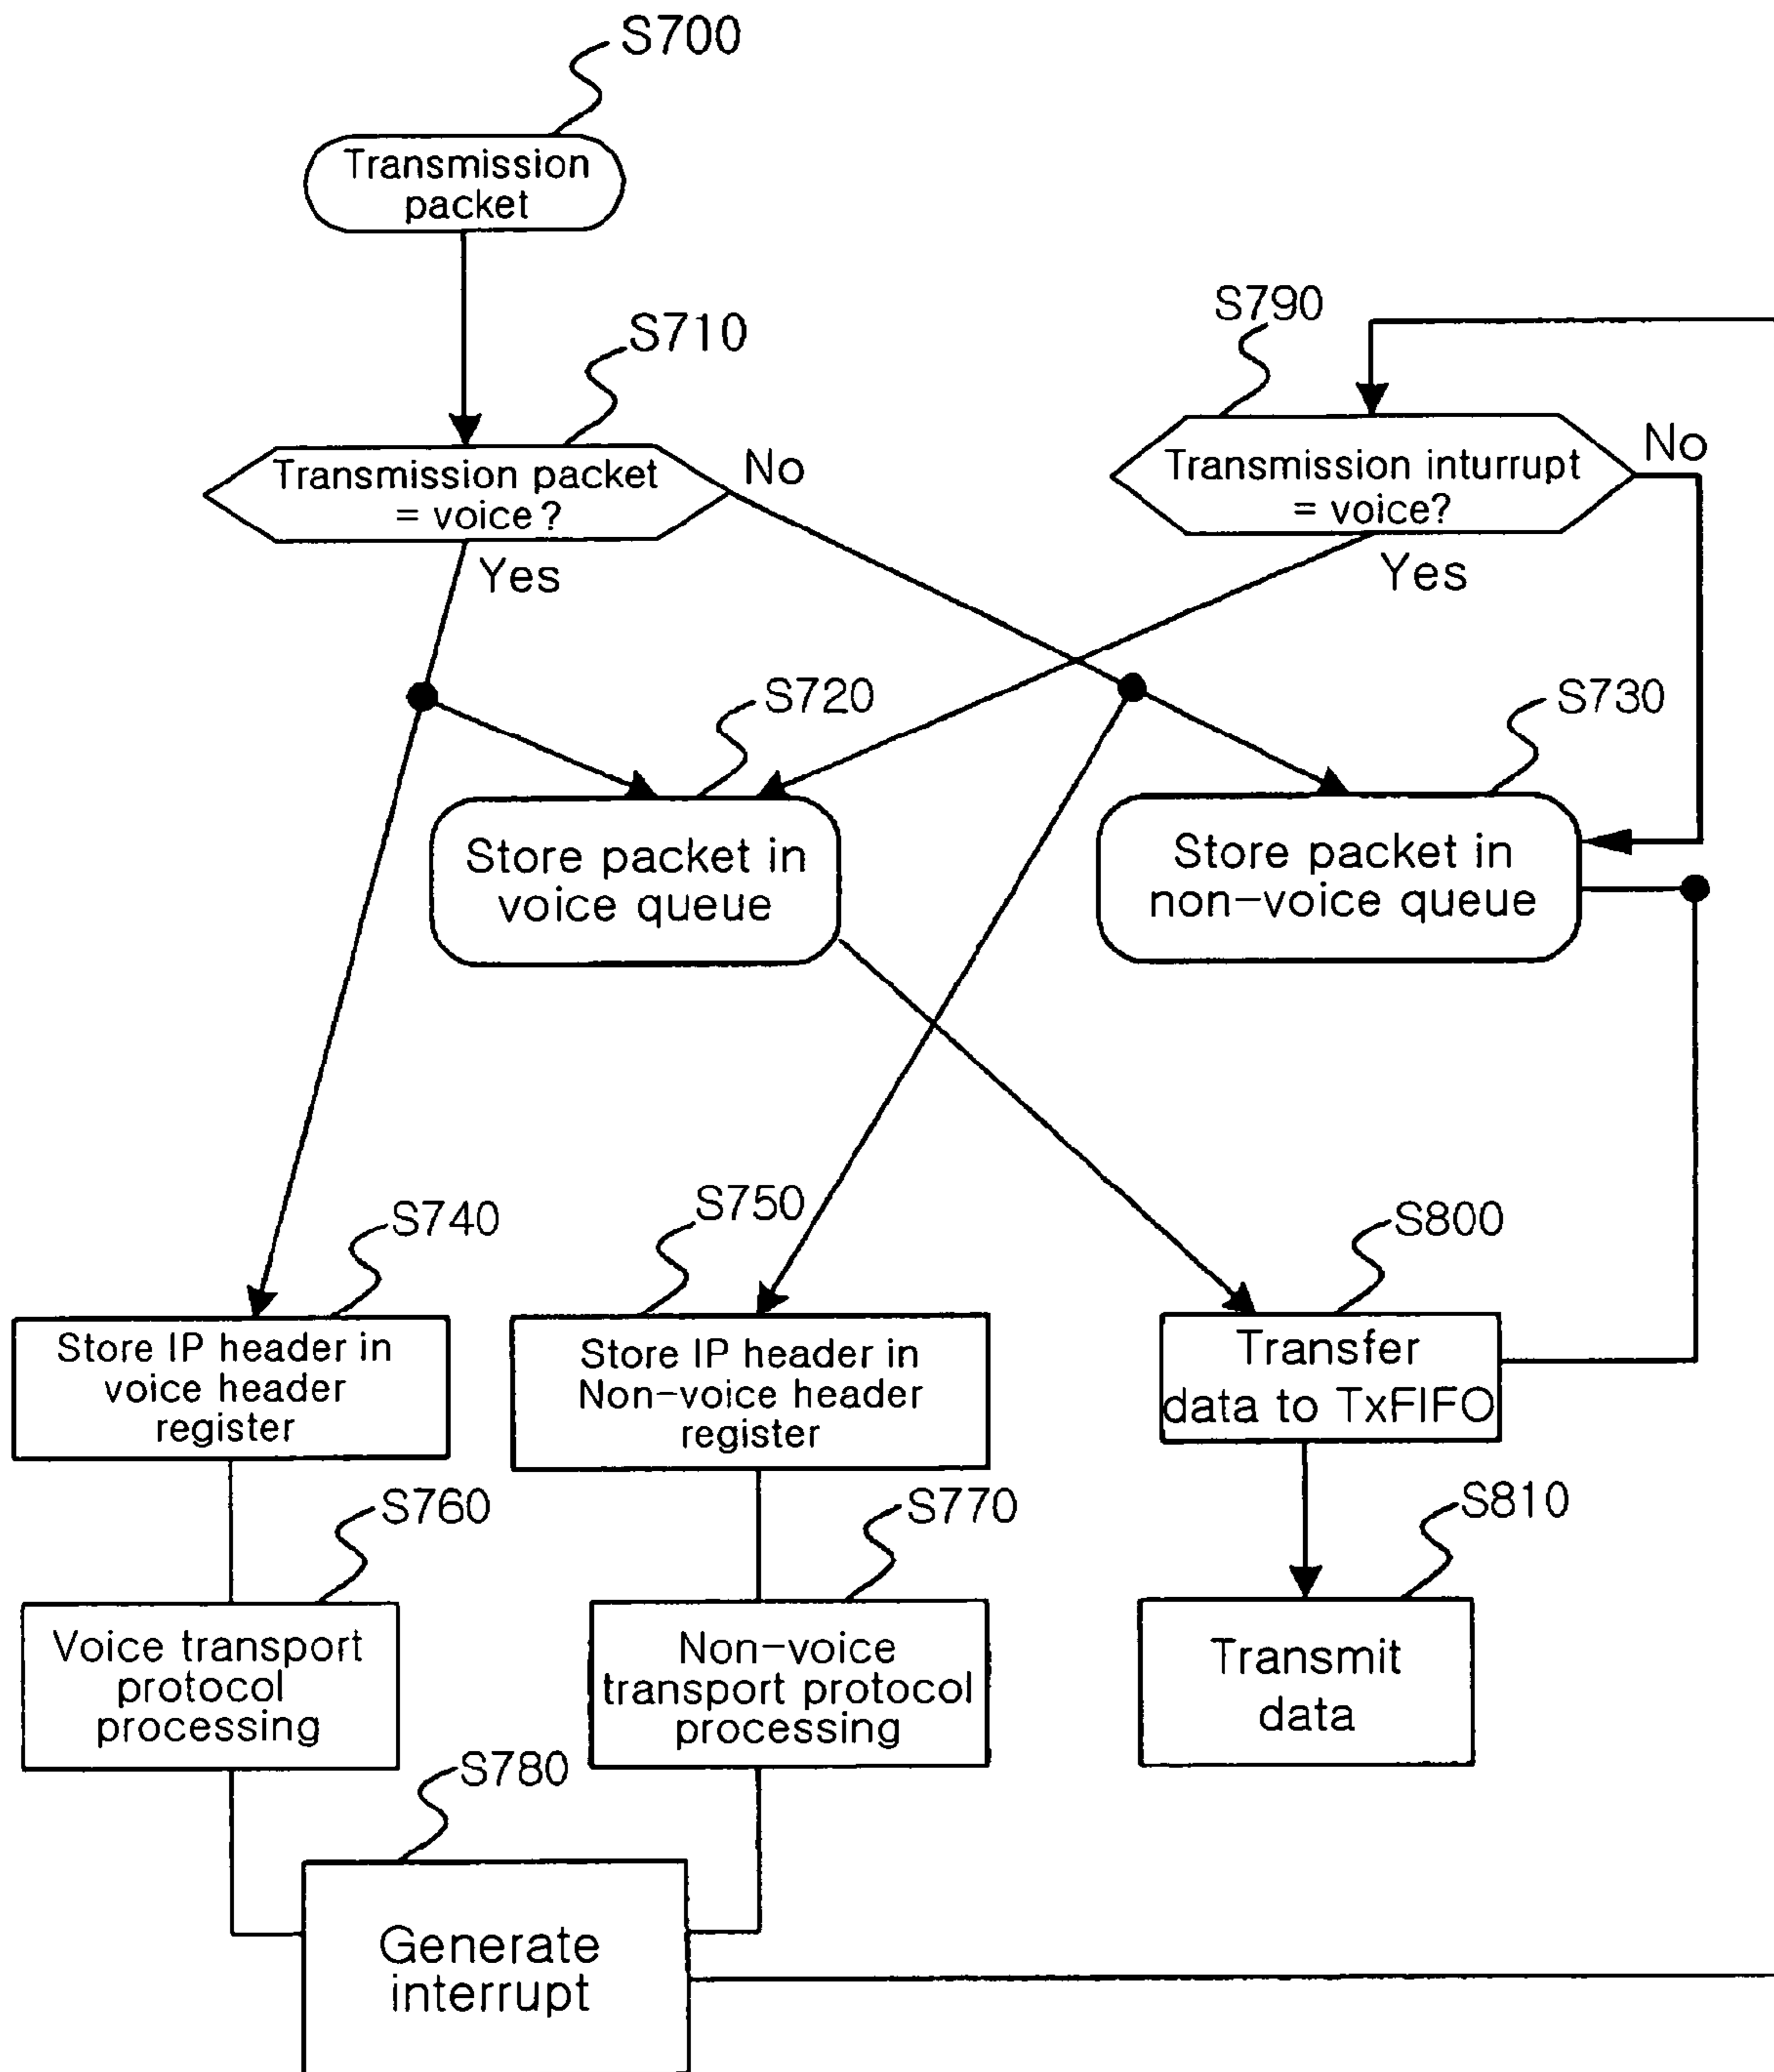 S700
Transmission
packet
S790
S710
Transmission packet
= voice?
No
Transmission inturrupt
= voice?
No
Yes
Yes
S720
S730
Store packet in
voice queue
Store packet in
non-voice queue
S740
S750
S800
Store IP header in
voice header
register
Store IP header in
Non-voice header
register
Transfer
data to TxFIFO
S760
S770
S810
Voice transport
protocol
processing
Non-voice
transport protocol
processing
Transmit
data
S780
Generate
interrupt